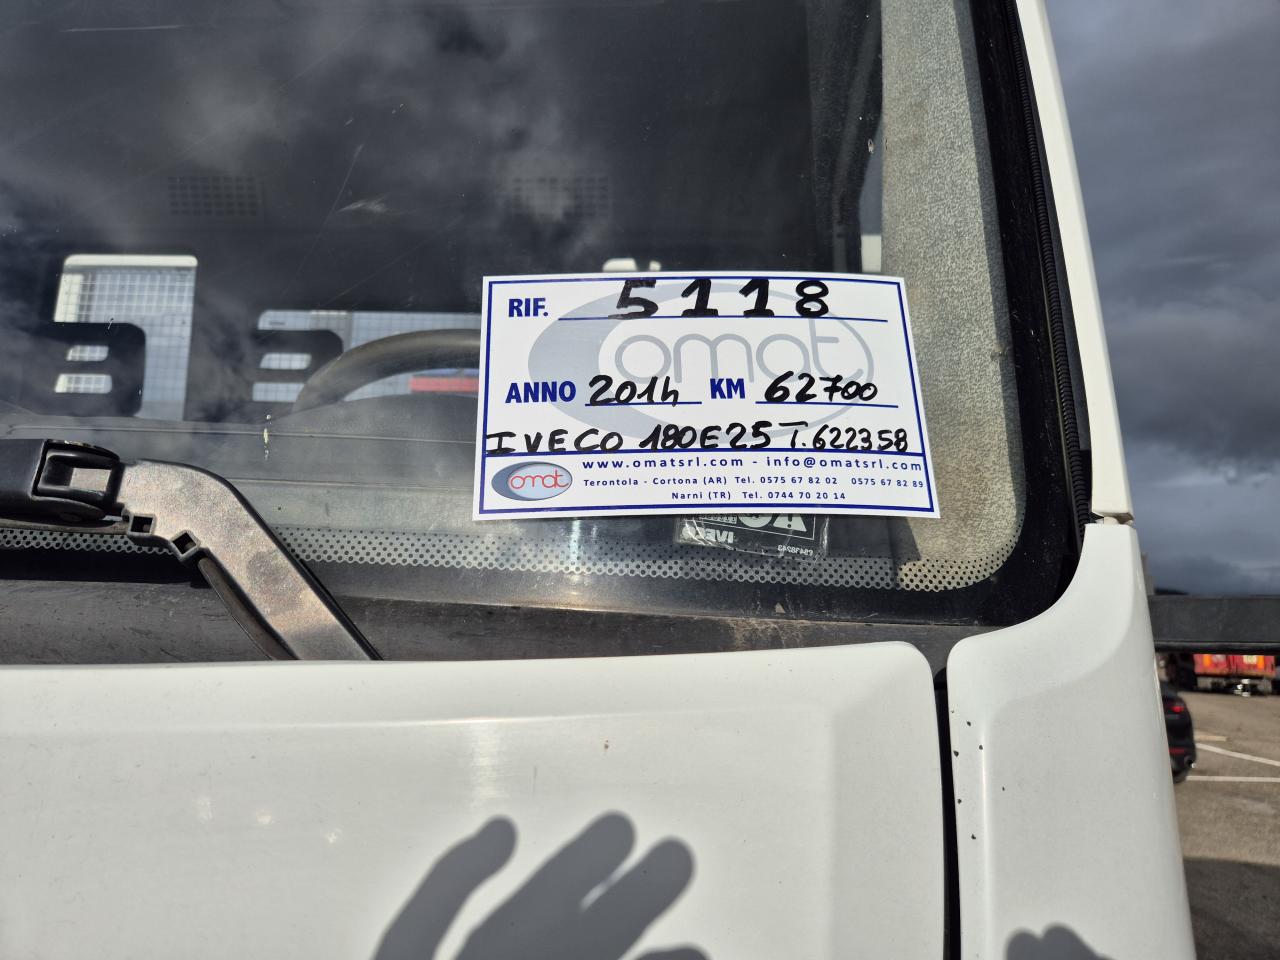 RIF. 5118
omat
ANNO 2014 KM 62700
IVECO 180E25 T.622358
omat www.omatsrl.com - info@omatsrl.com
Terontola - Cortona (AR) Tel. 0575 67 82 02 0575 67 82 89
Narni (TR) Tel. 0744 70 20 14
IVECO